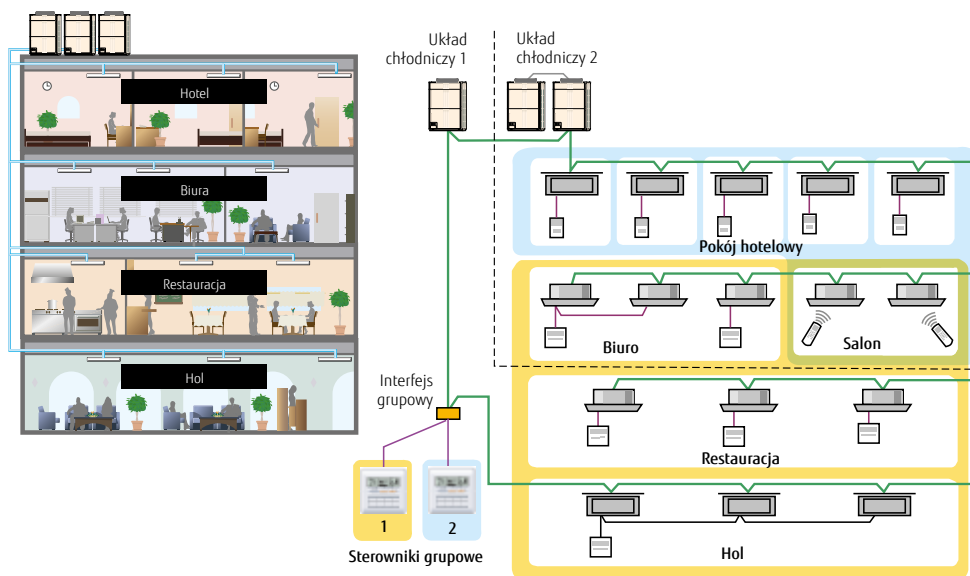 Hotel
Biura
Restauracja
Hol
Układ
chłodniczy 1
Układ
chłodniczy 2
Pokój hotelowy
Biuro
Salon
Interfejs
grupowy
Restauracja
1
2
Sterowniki grupowe
Hol